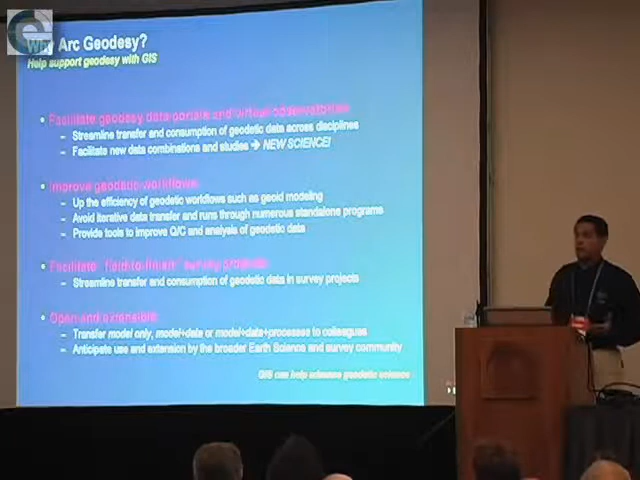 Why Arc Geodesy?
Help support geodesy with GIS
• Facilitate geodesy data portals and virtual observatories
– Streamline transfer and consumption of geodetic data across disciplines
– Facilitate new data combinations and studies ➔ NEW SCIENCE!
• Improve geodetic workflows
– Up the efficiency of geodetic workflows such as geoid modeling
– Avoid iterative data transfer and runs through numerous standalone programs
– Provide tools to improve Q/C and analysis of geodetic data
• Facilitate "field-to-finish" survey projects
– Streamline transfer and consumption of geodetic data in survey projects
• Open and extensible
– Transfer model only, model+data or model+data+processes to colleagues
– Anticipate use and extension by the broader Earth Science and survey community
GIS can help science geodetic science